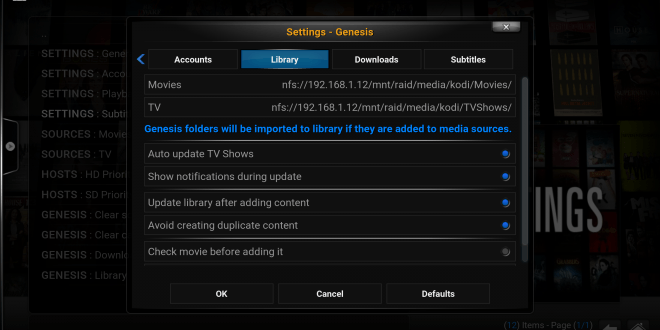 Settings - Genesis
Accounts
Library
Downloads
Subtitles
Movies nfs://192.168.1.12/mnt/raid/media/kodi/Movies/
TV nfs://192.168.1.12/mnt/raid/media/kodi/TVShows/
Genesis folders will be imported to library if they are added to media sources.
Auto update TV Shows
Show notifications during update
Update library after adding content
Avoid creating duplicate content
Check movie before adding it
OK
Cancel
Defaults
SETTINGS : Gene
SETTINGS : Acco
SETTINGS : Playb
SETTINGS : Subti
SOURCES : Movie
SOURCES : TV
HOSTS : HD Prior
HOSTS : SD Prior
GENESIS : Clear s
GENESIS : Clear c
GENESIS : Downlo
GENESIS : Library
INGS
(12) Items - Page (1/1)